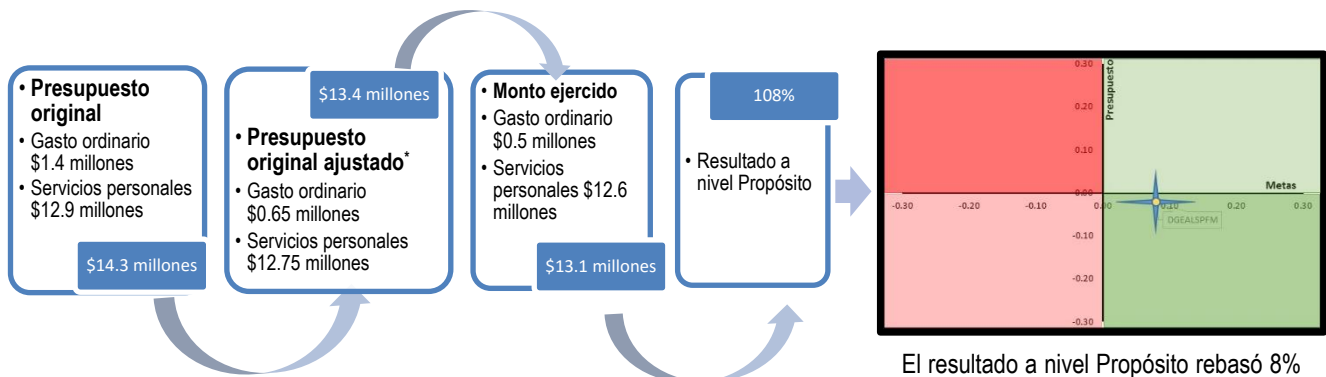 • Presupuesto
original
• Gasto ordinario
$1.4 millones
• Servicios personales
$12.9 millones
$14.3 millones
$13.4 millones
• Presupuesto
original ajustado*
• Gasto ordinario
$0.65 millones
• Servicios personales
$12.75 millones
• Monto ejercido
• Gasto ordinario
$0.5 millones
• Servicios
personales $12.6
millones
$13.1 millones
108%
• Resultado a
nivel Propósito
Presupuesto
0.30
0.20
0.10
0.00
-0.10
-0.20
-0.30
Metas
-0.30 -0.20 -0.10 0.00 0.10 0.20 0.30
DGEALSPFM
El resultado a nivel Propósito rebasó 8%